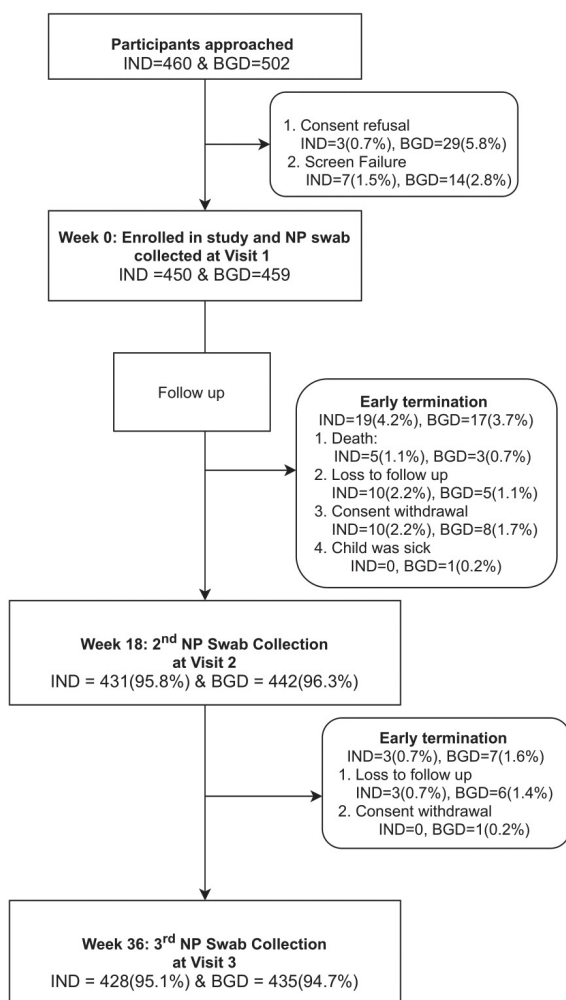 Participants approached
IND=460 & BGD=502
1. Consent refusal
IND=3(0.7%), BGD=29(5.8%)
2. Screen Failure
IND=7(1.5%), BGD=14(2.8%)
Week 0: Enrolled in study and NP swab
collected at Visit 1
IND =450 & BGD=459
Follow up
Early termination
IND=19(4.2%), BGD=17(3.7%)
1. Death:
IND=5(1.1%), BGD=3(0.7%)
2. Loss to follow up
IND=10(2.2%), BGD=5(1.1%)
3. Consent withdrawal
IND=10(2.2%), BGD=8(1.7%)
4. Child was sick
IND=0, BGD=1(0.2%)
Week 18: 2nd NP Swab Collection
at Visit 2
IND = 431(95.8%) & BGD = 442(96.3%)
Early termination
IND=3(0.7%), BGD=7(1.6%)
1. Loss to follow up
IND=3(0.7%), BGD=6(1.4%)
2. Consent withdrawal
IND=0, BGD=1(0.2%)
Week 36: 3rd NP Swab Collection
at Visit 3
IND = 428(95.1%) & BGD = 435(94.7%)